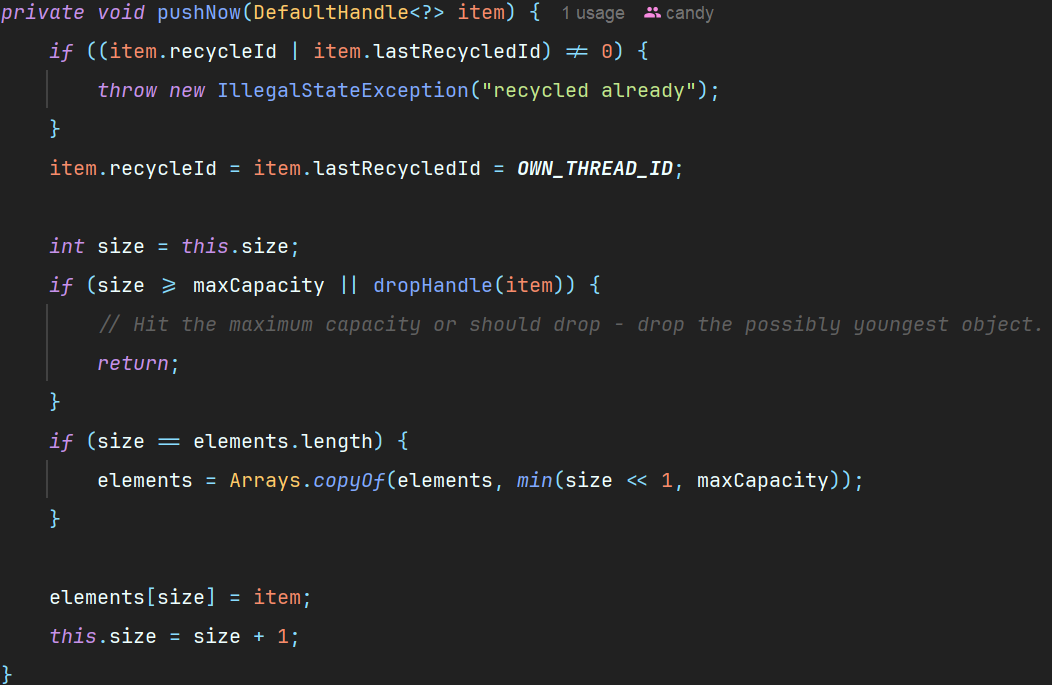 private void pushNow(DefaultHandle<?> item) {  1 usage  candy
    if ((item.recycleId | item.lastRecycledId) != 0) {
        throw new IllegalStateException("recycled already");
    }
    item.recycleId = item.lastRecycledId = OWN_THREAD_ID;

    int size = this.size;
    if (size >= maxCapacity || dropHandle(item)) {
        // Hit the maximum capacity or should drop - drop the possibly youngest object.
        return;
    }
    if (size == elements.length) {
        elements = Arrays.copyOf(elements, min(size << 1, maxCapacity));
    }

    elements[size] = item;
    this.size = size + 1;
}